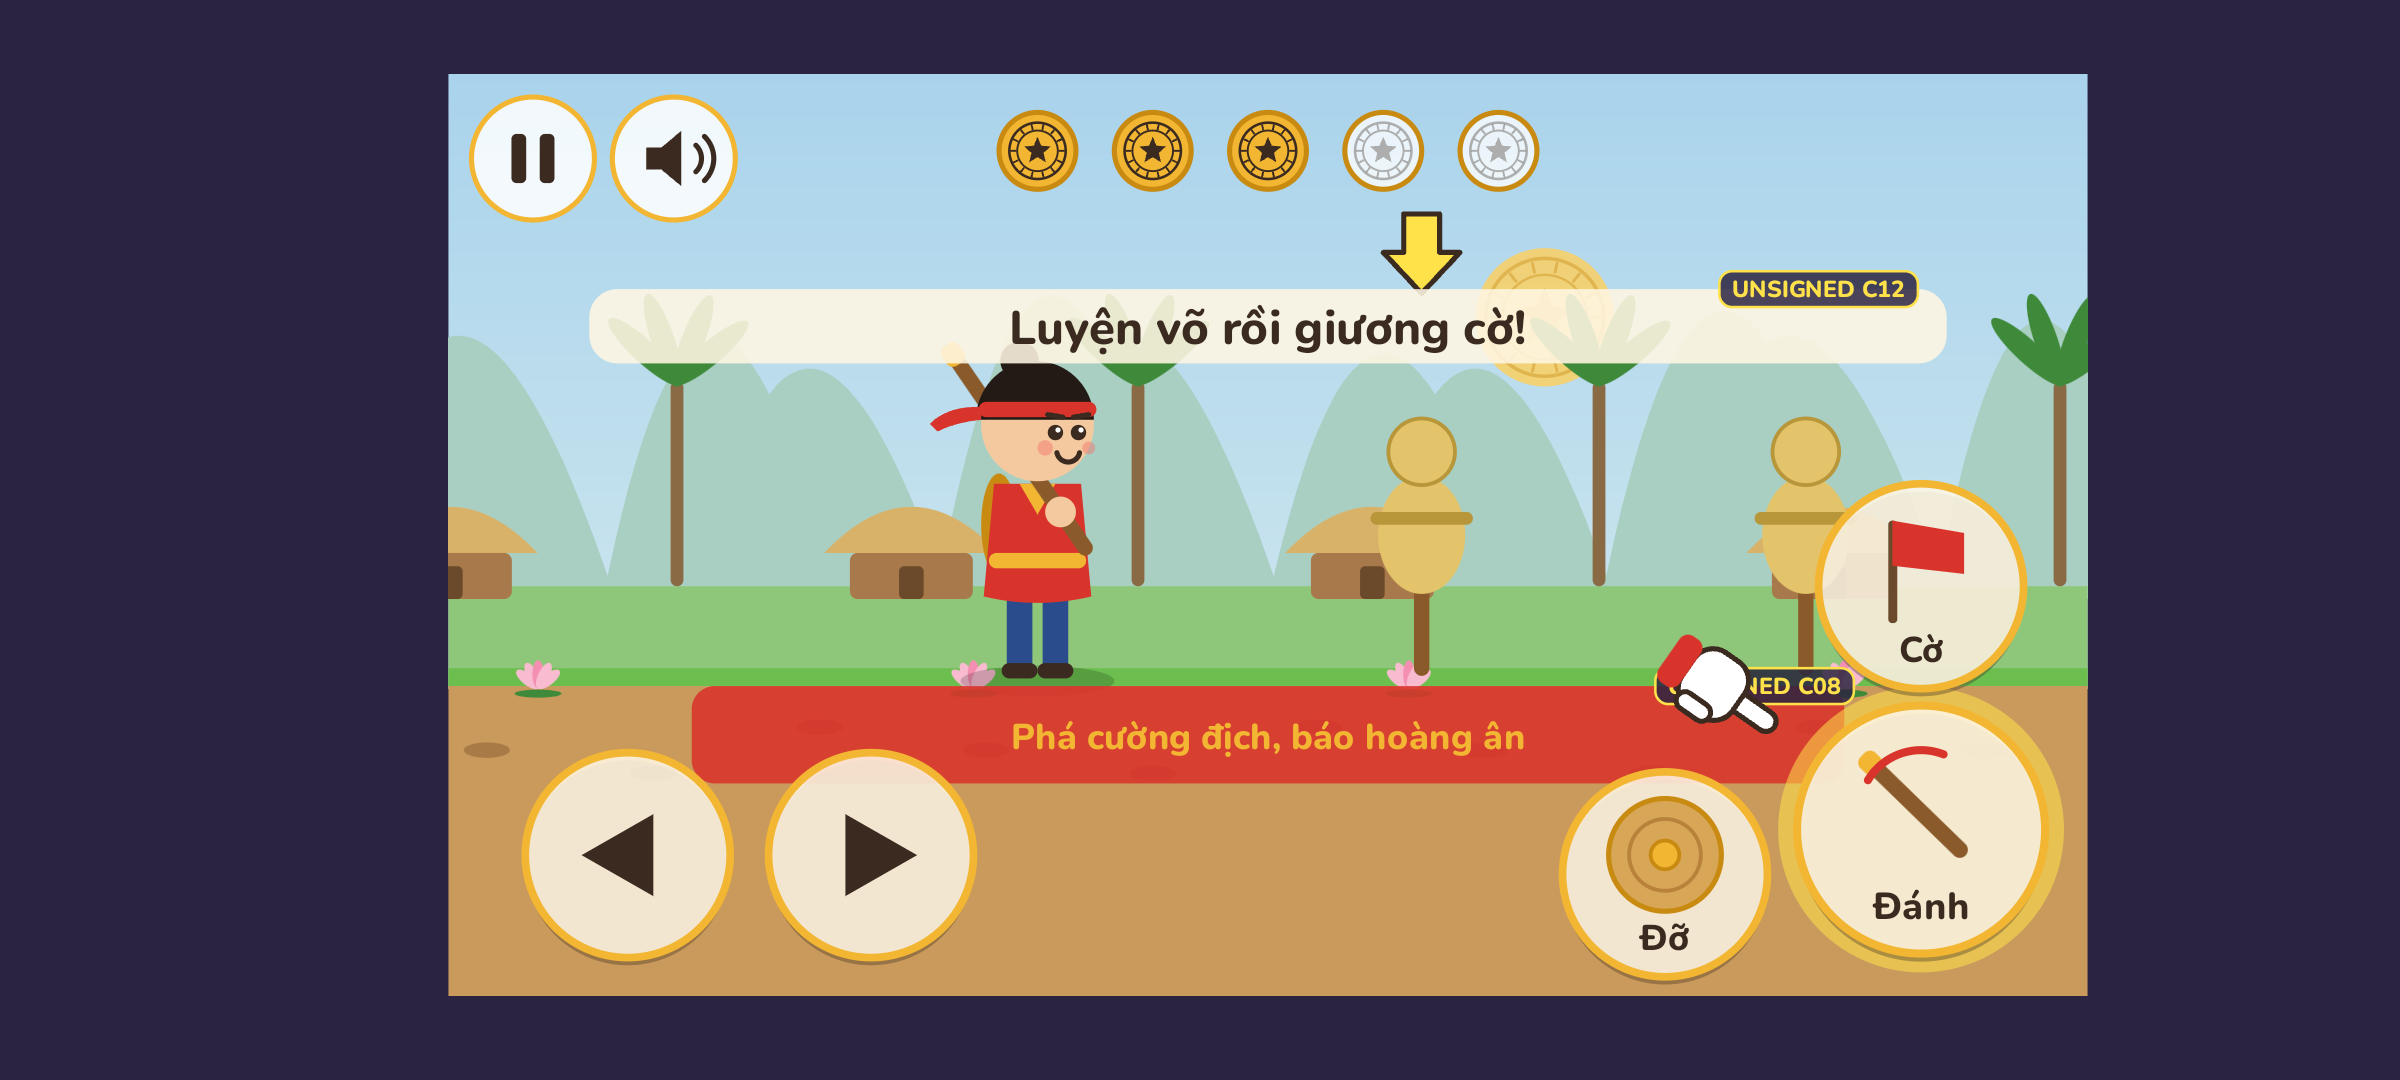 UNSIGNED C12
Luyện võ rồi giương cờ!
Cờ
NED C08
Phá cường địch, báo hoàng ân
Đánh
Đỡ